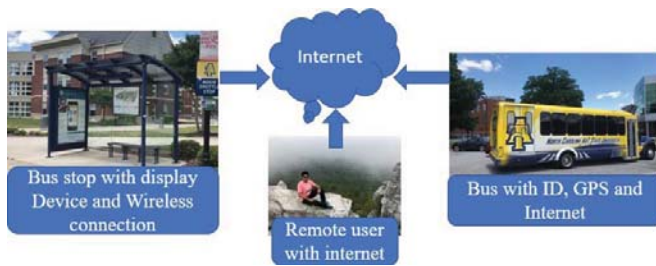 Internet
Bus stop with display
Device and Wireless
connection
Remote user
with internet
Bus with ID, GPS and
Internet